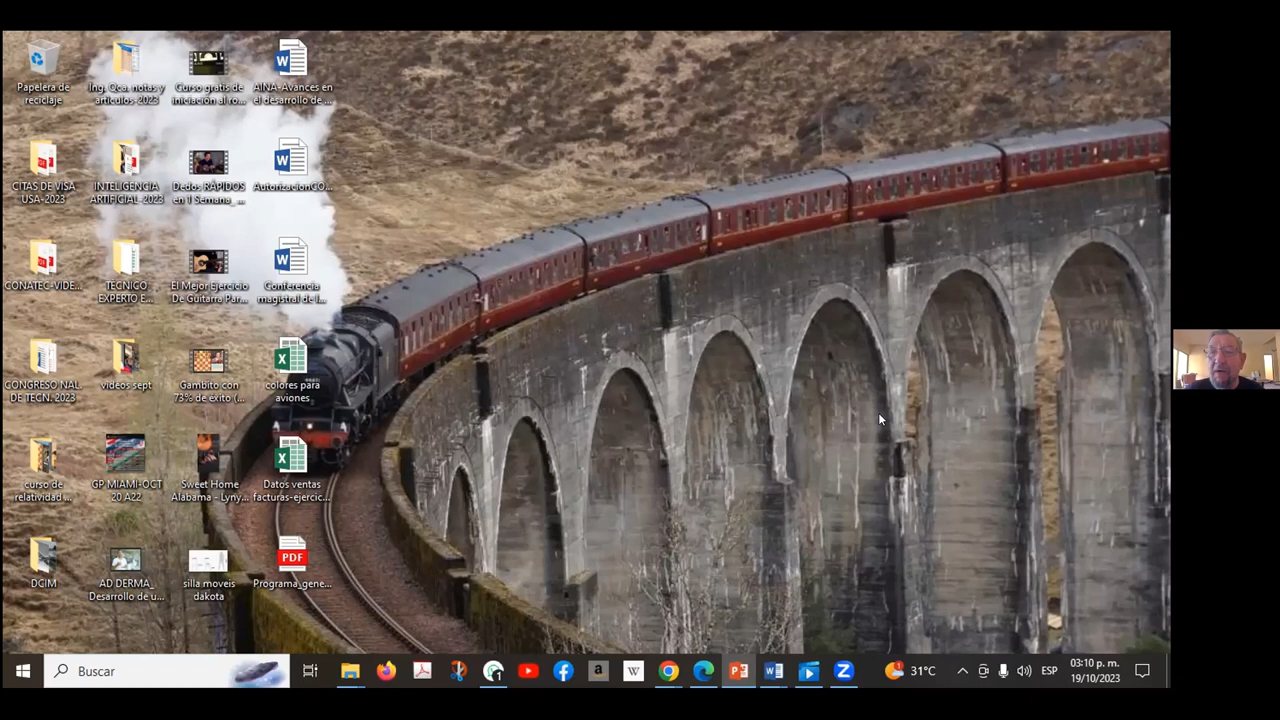 Papelera de
reciclaje
Ing. Qca. notas y
articulos-2023
Curso gratis de
iniciación al ro...
AINA-Avances en
el desarrollo de ...
CITAS DE VISA
USA-2023
INTELIGENCIA
ARTIFICIAL-2023
Dedos RÁPIDOS
en 1 Semana_...
AutorizacionCO...
CONATEC-VIDE...
TECNICO
EXPERTO E...
El Mejor Ejercicio
De Guitarra Par...
Conferencia
magistral de I...
CONGRESO NAL
DE TECN. 2023
videos sept
Gambito con
73% de éxito (...
colores para
aviones
curso de
relatividad ...
GP MIAMI-OCT
20 A22
Sweet Home
Alabama - Lyny...
Datos ventas
facturas-ejercic...
DCIM
AD DERMA_
Desarrollo de u...
silla moveis
dakota
PDF
Programa_gene...
Buscar
31°C
ESP
03:10 p. m.
19/10/2023